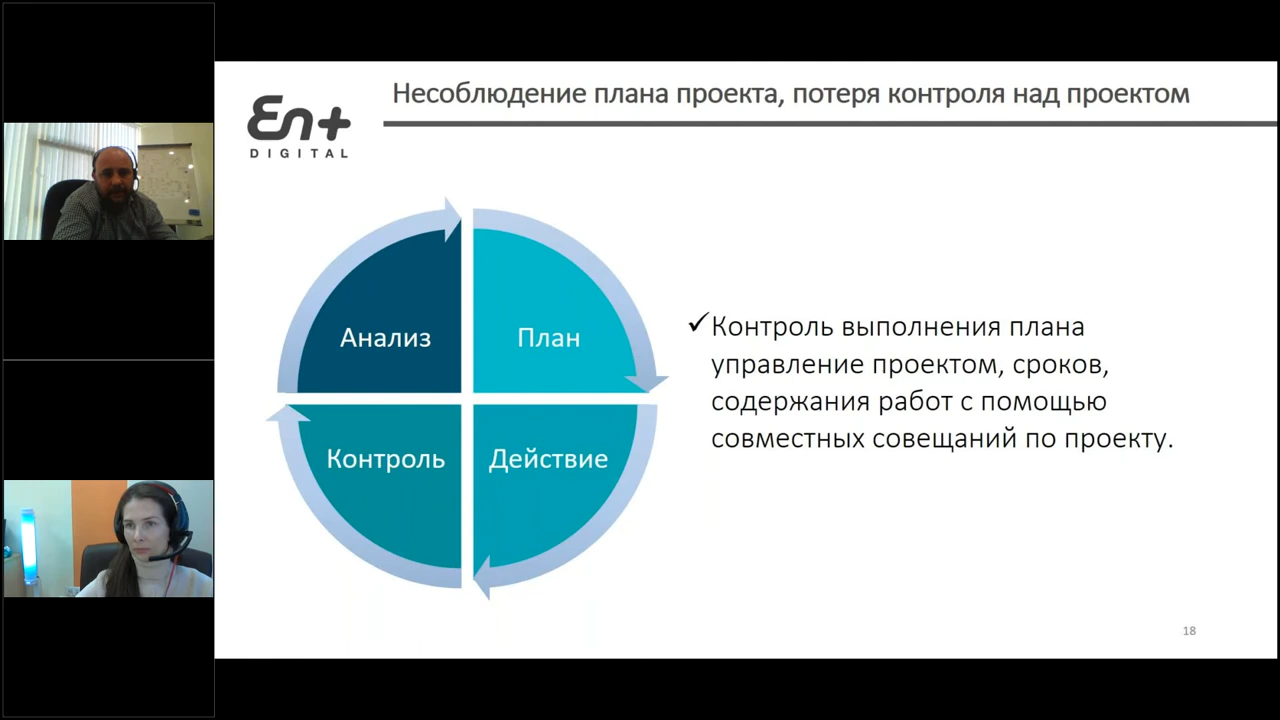 Несоблюдение плана проекта, потеря контроля над проектом
En+
DIGITAL
Анализ
План
Контроль
Действие
✓Контроль выполнения плана
управление проектом, сроков,
содержания работ с помощью
совместных совещаний по проекту.
18